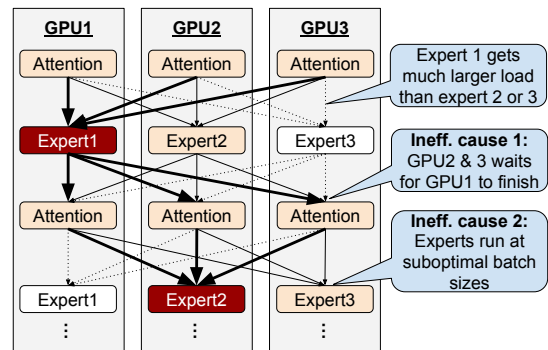 GPU1 GPU2 GPU3
Attention Attention Attention
Expert 1 gets
much larger load
than expert 2 or 3
Expert1 Expert2 Expert3
Ineff. cause 1:
GPU2 & 3 waits
for GPU1 to finish
Attention Attention Attention
Ineff. cause 2:
Experts run at
suboptimal batch
sizes
Expert1 Expert2 Expert3
⋮ ⋮ ⋮